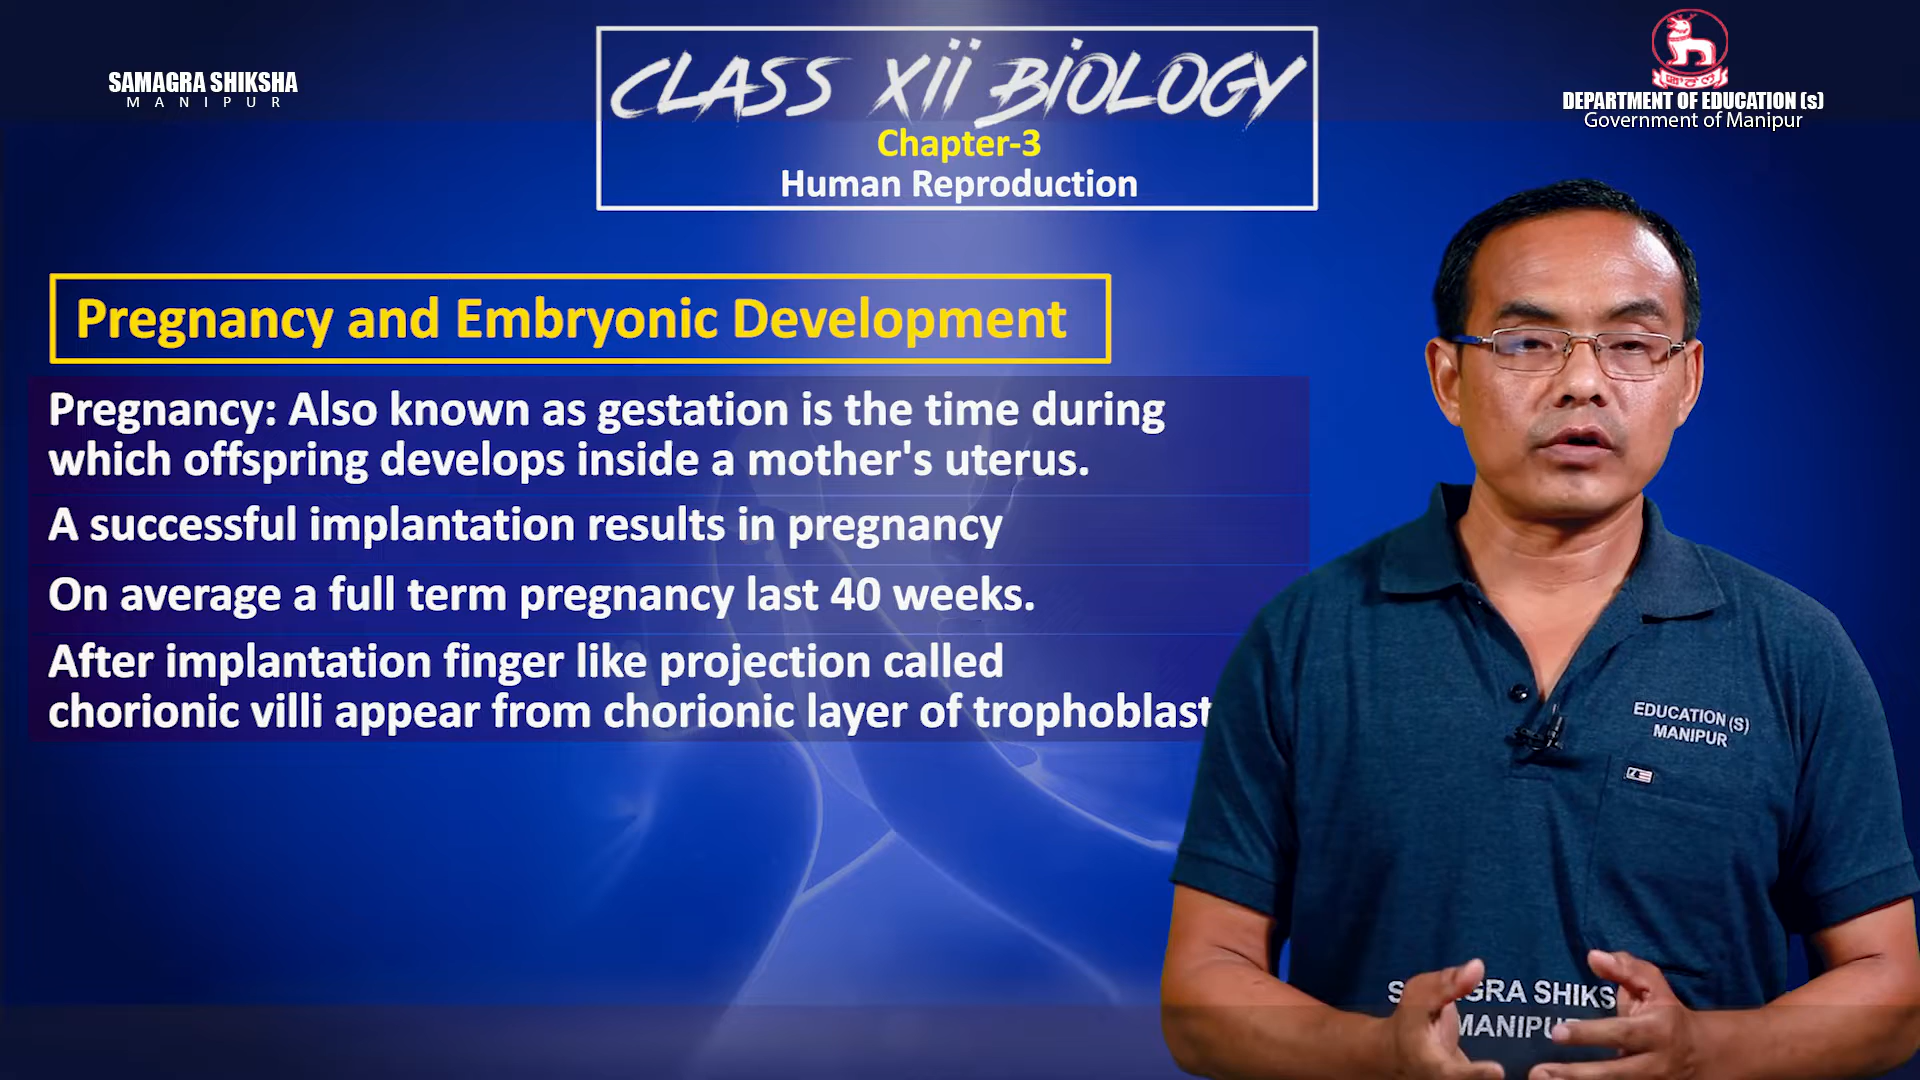 SAMAGRA SHIKSHA
MANIPUR
CLASS XII BIOLOGY
Chapter-3
Human Reproduction
DEPARTMENT OF EDUCATION (s)
Government of Manipur
Pregnancy and Embryonic Development
Pregnancy: Also known as gestation is the time during
which offspring develops inside a mother's uterus.
A successful implantation results in pregnancy
On average a full term pregnancy last 40 weeks.
After implantation finger like projection called
chorionic villi appear from chorionic layer of trophoblast
EDUCATION (S)
MANIPUR